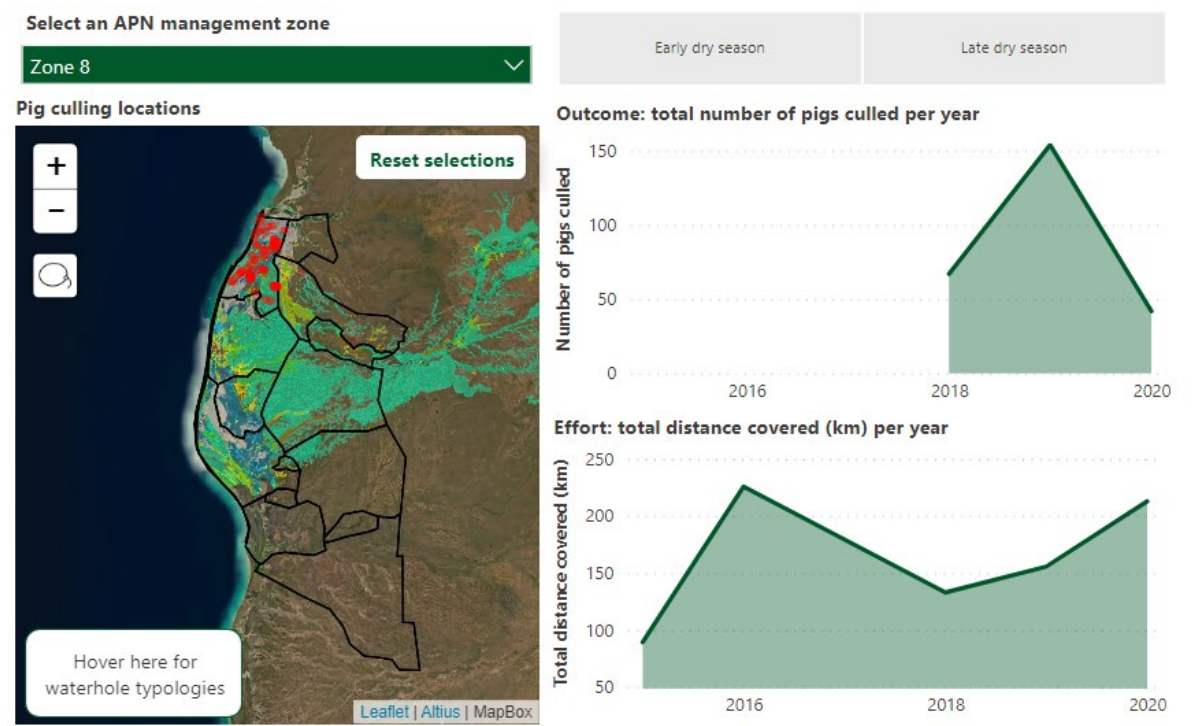 Select an APN management zone
Zone 8
Early dry season
Late dry season
Pig culling locations
+
−
Reset selections
Hover here for
waterhole typologies
Leaflet | Altius | MapBox
Outcome: total number of pigs culled per year
Number of pigs culled
150
100
50
0
2016
2018
2020
Effort: total distance covered (km) per year
Total distance covered (km)
250
200
150
100
50
2016
2018
2020